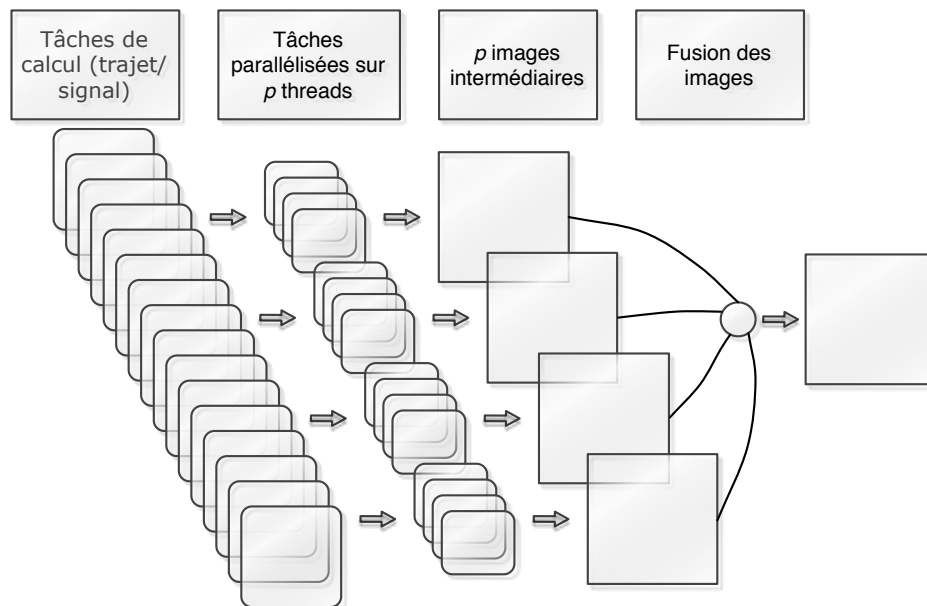 Tâches de
calcul (trajet/
signal)
Tâches
parallélisées sur
p threads
p images
intermédiaires
Fusion des
images